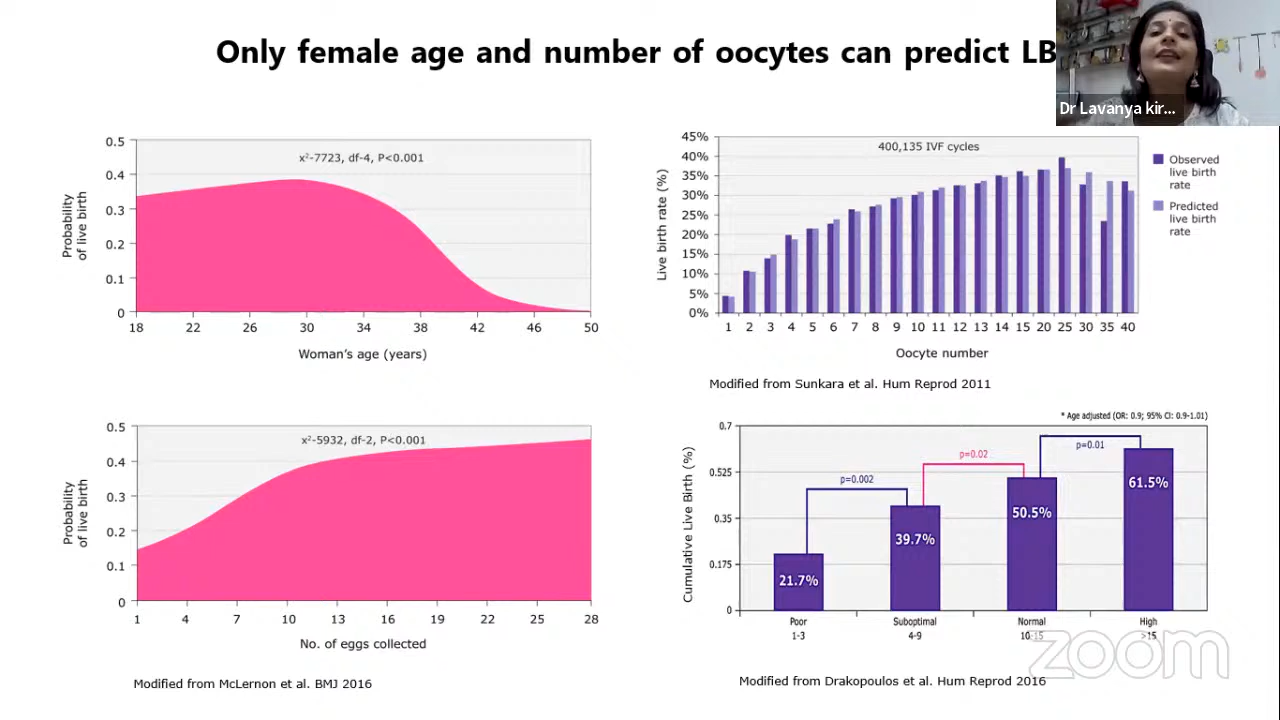 Only female age and number of oocytes can predict LB
Dr Lavanya kir...
0.5
0.4
0.3
0.2
0.1
0
Probability
of live birth
x²-7723, df-4, P<0.001
18 22 26 30 34 38 42 46 50
Woman's age (years)
45%
40%
35%
30%
25%
20%
15%
10%
5%
0%
Live birth rate (%)
400,135 IVF cycles
1 2 3 4 5 6 7 8 9 10 11 12 13 14 15 20 25 30 35 40
Oocyte number
Observed
live birth
rate
Predicted
live birth
rate
Modified from Sunkara et al. Hum Reprod 2011
0.5
0.4
0.3
0.2
0.1
0
Probability
of live birth
x²-5932, df-2, P<0.001
1 4 7 10 13 16 19 22 25 28
No. of eggs collected
Modified from McLernon et al. BMJ 2016
* Age adjusted (OR: 0.9; 95% CI: 0.9-1.01)
0.7
0.525
0.35
0.175
0
Cumulative Live Birth (%)
p=0.002
p=0.02
p=0.01
21.7%
39.7%
50.5%
61.5%
Poor Suboptimal Normal High
1-3 4-9 10-15 >15
Modified from Drakopoulos et al. Hum Reprod 2016
zoom